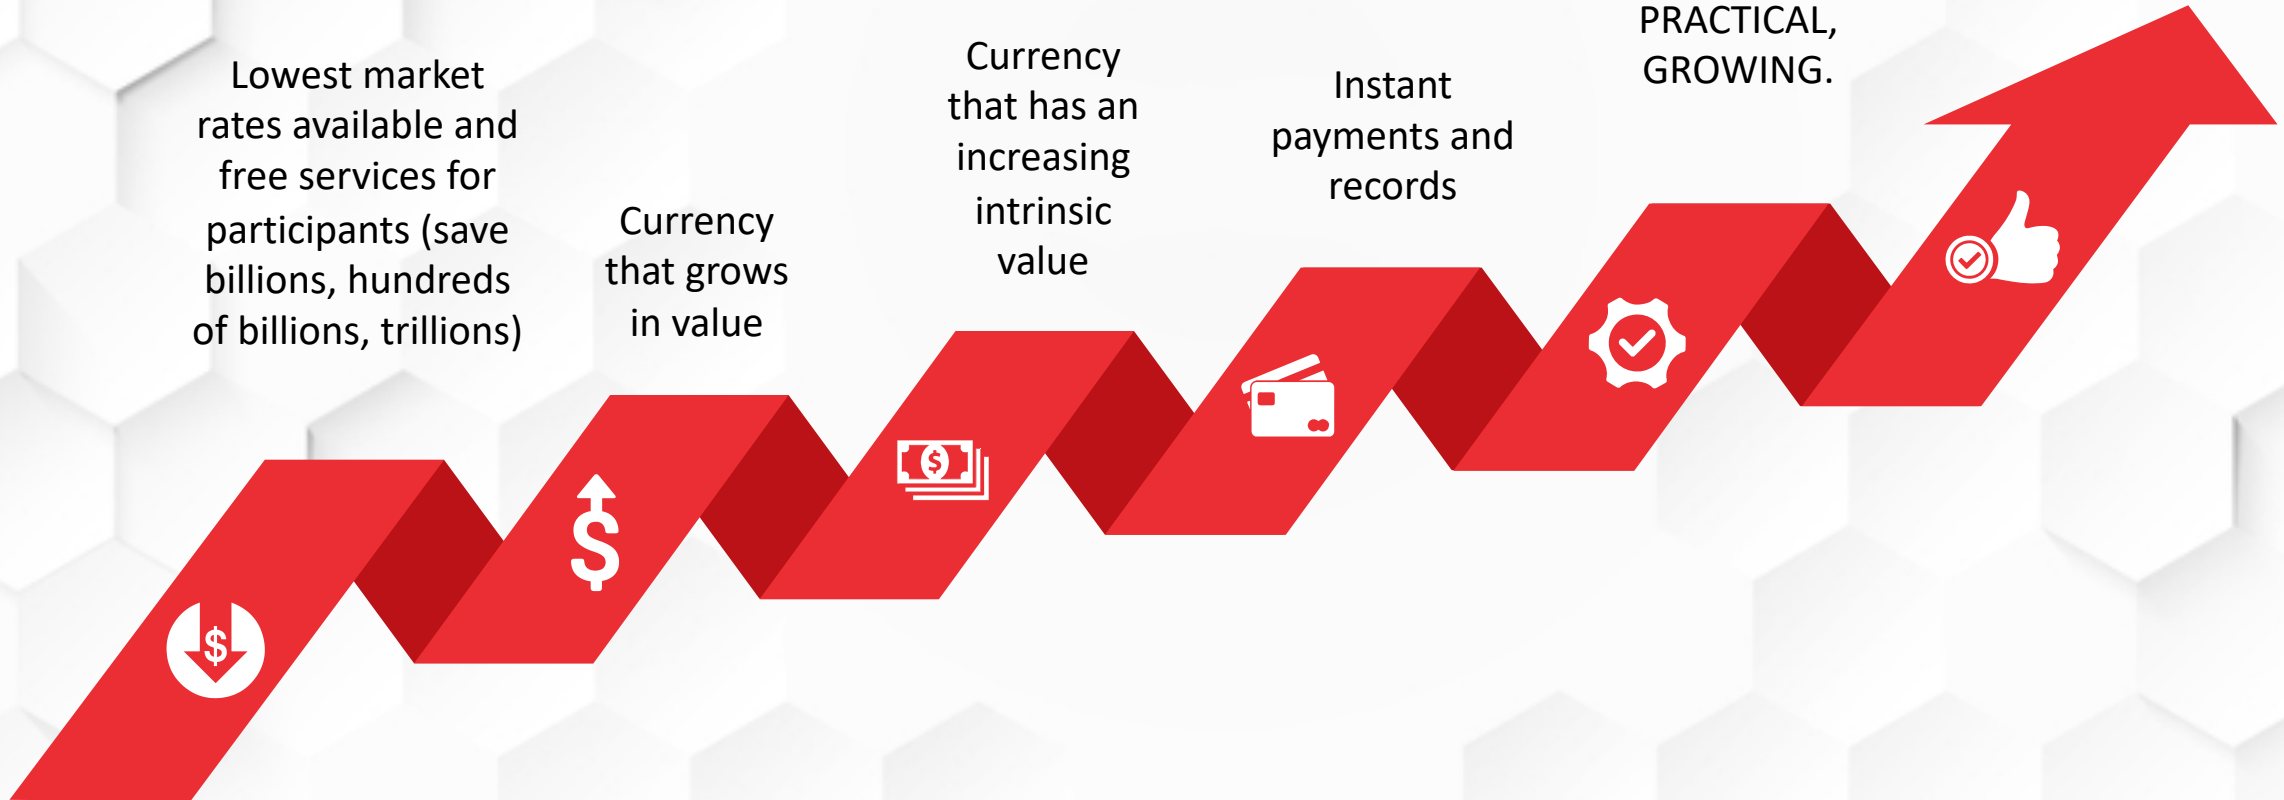 Lowest market
rates available and
free services for
participants (save
billions, hundreds
of billions, trillions)
Currency
that grows
in value
Currency
that has an
increasing
intrinsic
value
Instant
payments and
records
PRACTICAL,
GROWING.
$
$
$